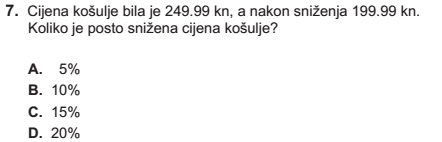 7. Cijena košulje bila je 249.99 kn, a nakon sniženja 199.99 kn.
Koliko je posto snižena cijena košulje?
A. 5%
B. 10%
C. 15%
D. 20%